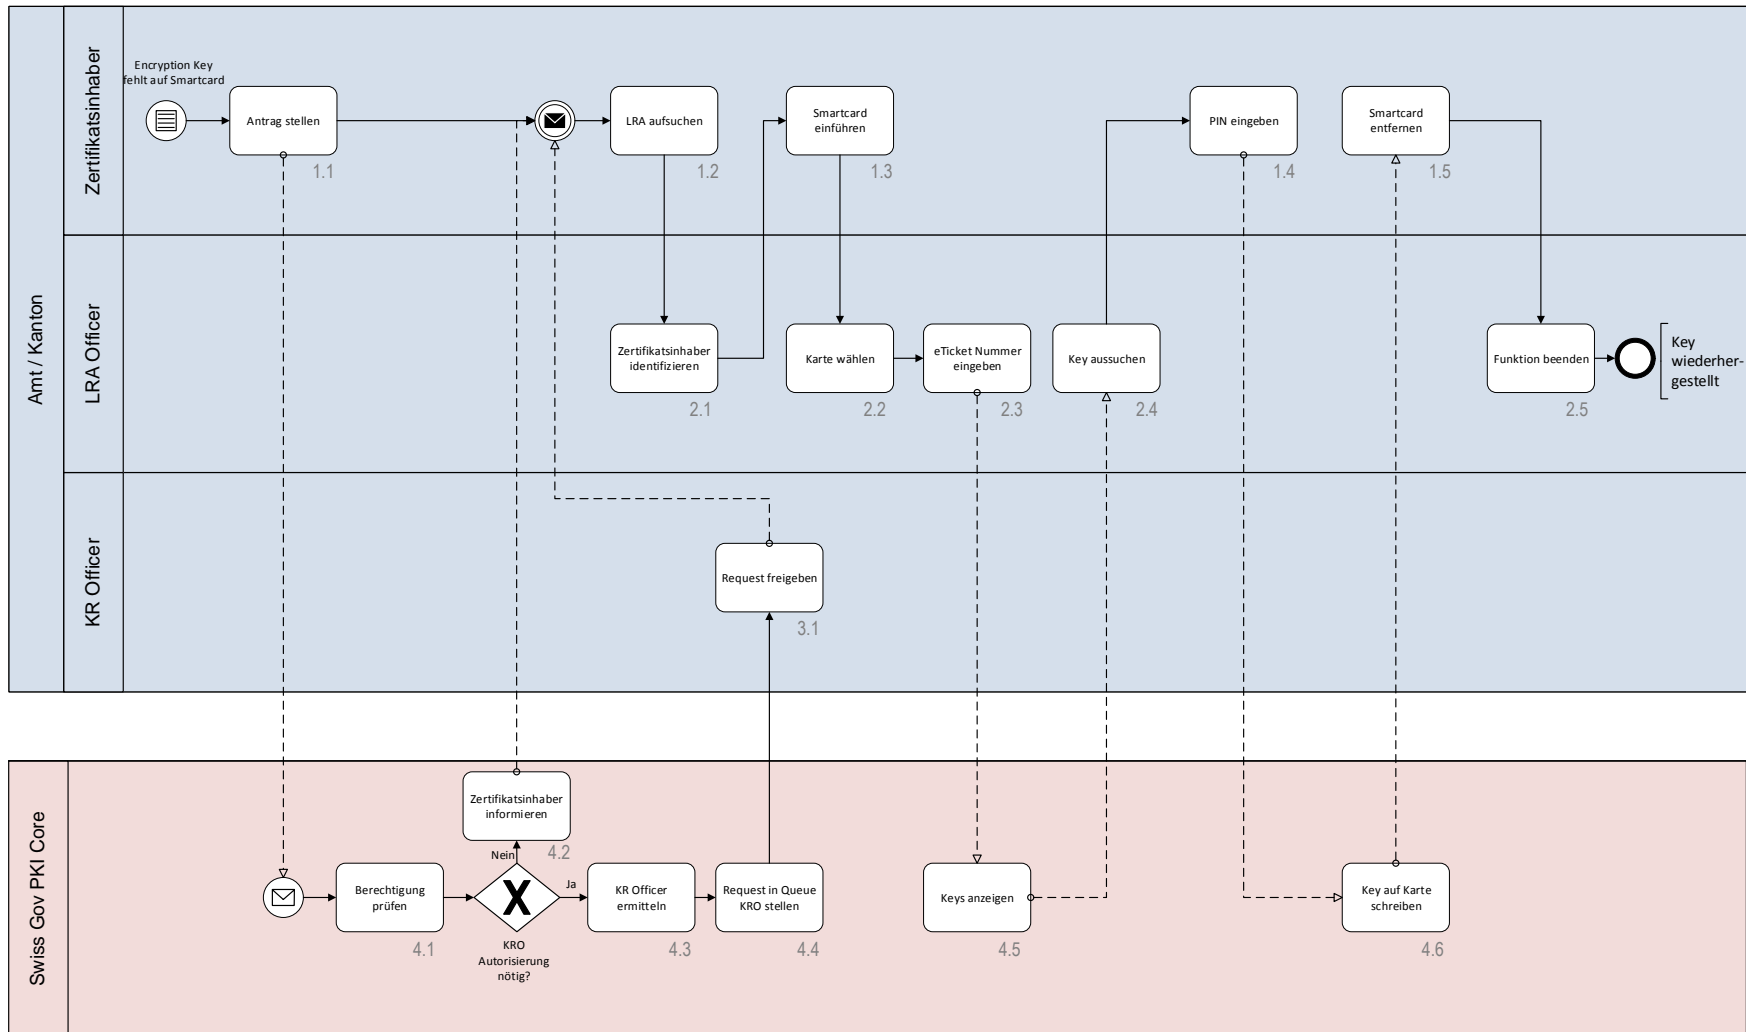 Amt / Kanton
Zertifikatsinhaber
Encryption Key
fehlt auf Smartcard
Antrag stellen
1.1
LRA aufsuchen
1.2
Smartcard
einführen
1.3
PIN eingeben
1.4
Smartcard
entfernen
1.5
LRA Officer
Zertifikatsinhaber
identifizieren
2.1
Karte wählen
2.2
eTicket Nummer
eingeben
2.3
Key aussuchen
2.4
Funktion beenden
2.5
Key
wiederher-
gestellt
KR Officer
Request freigeben
3.1
Swiss Gov PKI Core
Berechtigung
prüfen
4.1
Zertifikatsinhaber
informieren
4.2
Nein
X
KRO
Autorisierung
nötig?
Ja
KR Officer
ermitteln
4.3
Request in Queue
KRO stellen
4.4
Keys anzeigen
4.5
Key auf Karte
schreiben
4.6